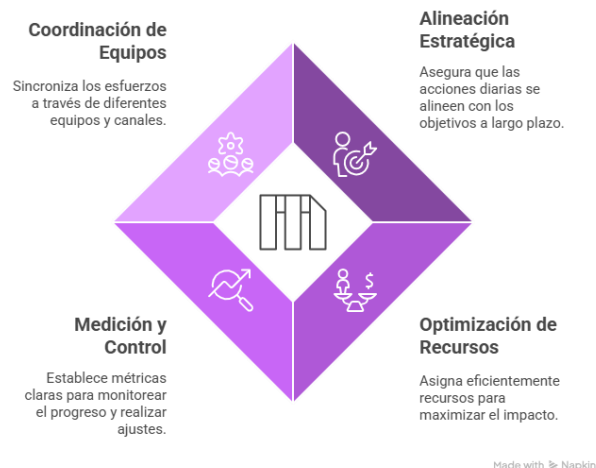 Coordinación de
Equipos
Sincroniza los esfuerzos
a través de diferentes
equipos y canales.
Alineación
Estratégica
Asegura que las
acciones diarias se
alineen con los
objetivos a largo plazo.
Medición y
Control
Establece métricas
claras para monitorear
el progreso y realizar
ajustes.
Optimización de
Recursos
Asigna eficientemente
recursos para
maximizar el impacto.
$
Made with Napkin